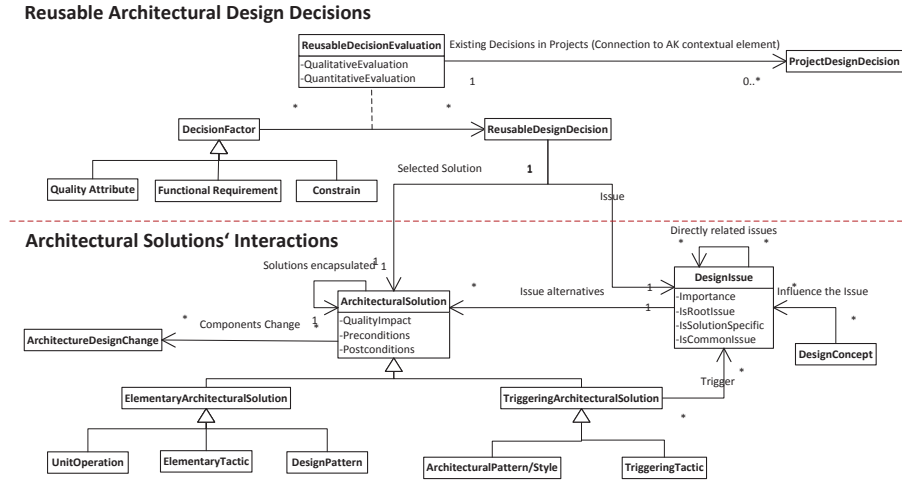 Reusable Architectural Design Decisions
ReusableDecisionEvaluation
-QualitativeEvaluation
-QuantitativeEvaluation
Existing Decisions in Projects (Connection to AK contextual element)
ProjectDesignDecision
1
0..*
*
*
DecisionFactor
ReusableDesignDecision
Quality Attribute
Functional Requirement
Constrain
Selected Solution
1
Issue
Architectural Solutions‘ Interactions
Directly related issues
*
*
Solutions encapsulated
1
1
ArchitecturalSolution
-QualityImpact
-Preconditions
-Postconditions
1
*
*
Issue alternatives
1
1
DesignIssue
-Importance
-IsRootIssue
-IsSolutionSpecific
-IsCommonIssue
*
Influence the Issue
*
DesignConcept
*
Components Change
ArchitectureDesignChange
Trigger
*
*
ElementaryArchitecturalSolution
TriggeringArchitecturalSolution
UnitOperation
ElementaryTactic
DesignPattern
ArchitecturalPattern/Style
TriggeringTactic